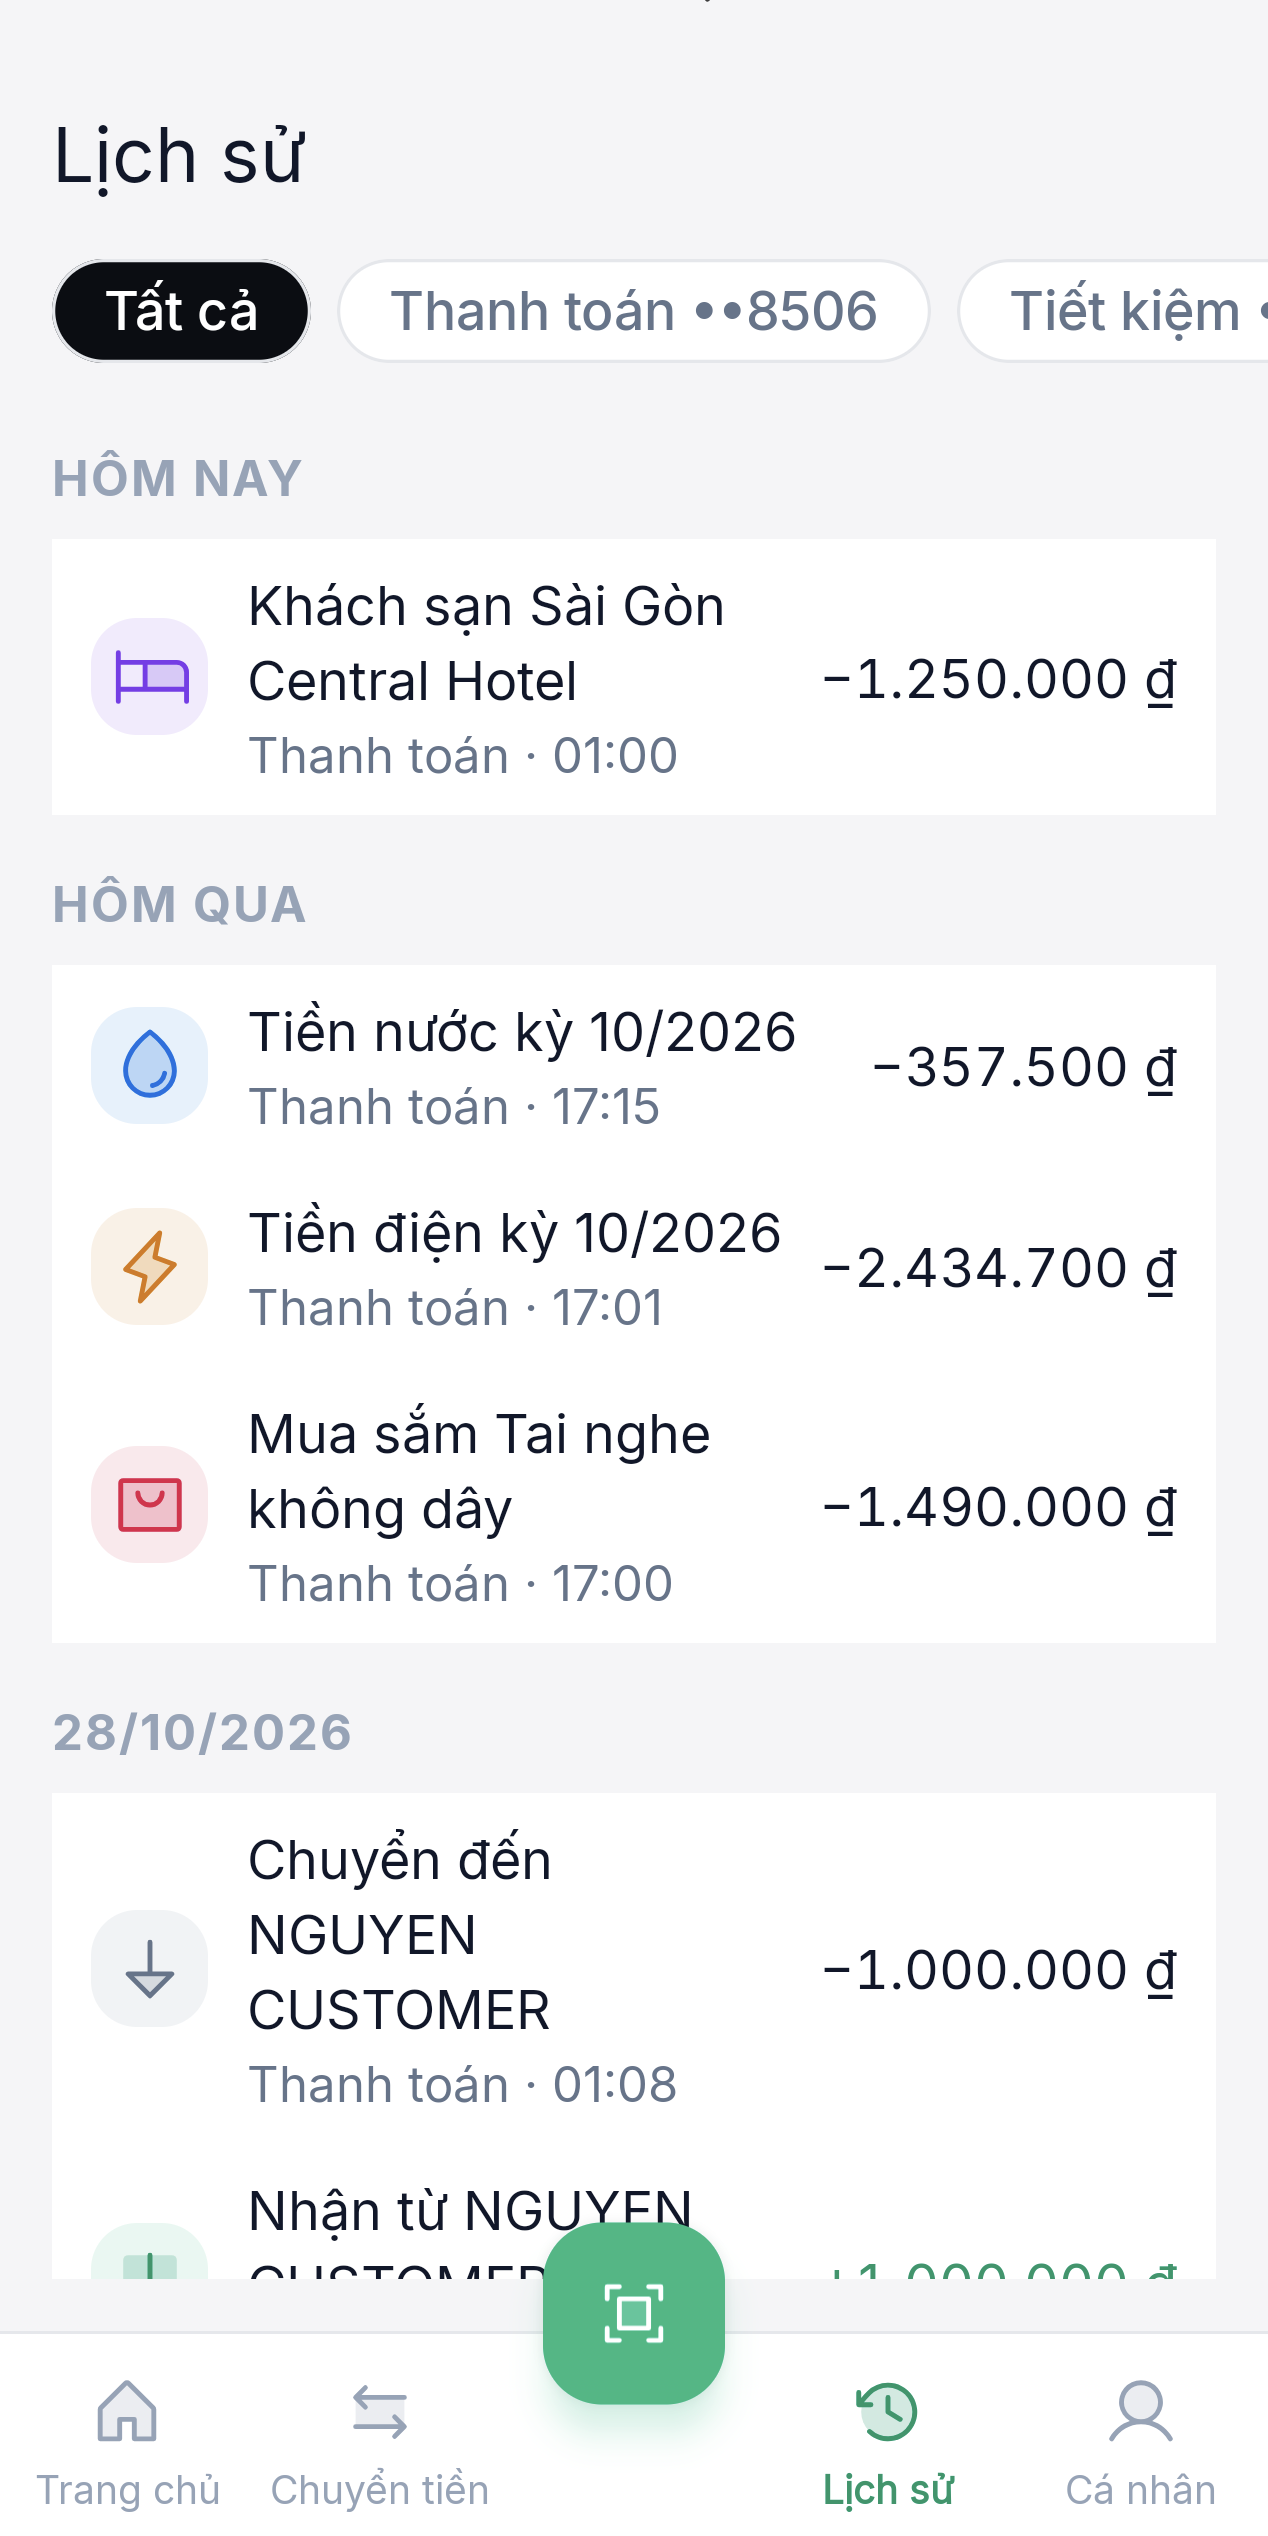 Lịch sử
Tất cả
Thanh toán ••8506
Tiết kiệm
HÔM NAY
Khách sạn Sài Gòn
Central Hotel
−1.250.000 ₫
Thanh toán · 01:00
HÔM QUA
Tiền nước kỳ 10/2026
−357.500 ₫
Thanh toán · 17:15
Tiền điện kỳ 10/2026
−2.434.700 ₫
Thanh toán · 17:01
Mua sắm Tai nghe
không dây
−1.490.000 ₫
Thanh toán · 17:00
28/10/2026
Chuyển đến
NGUYEN
CUSTOMER
−1.000.000 ₫
Thanh toán · 01:08
Nhận từ NGUYEN
CUSTOMER
+1.000.000 ₫
Trang chủ
Chuyển tiền
Lịch sử
Cá nhân